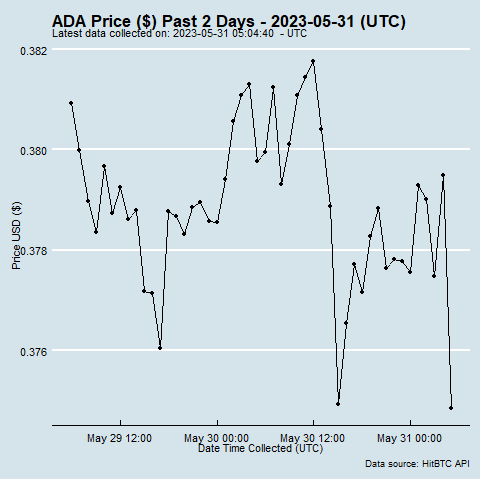 ADA Price ($) Past 2 Days - 2023-05-31 (UTC)
Latest data collected on: 2023-05-31 05:04:40  - UTC
0.382
0.380
0.378
0.376
Price USD ($)
May 29 12:00
May 30 00:00
May 30 12:00
May 31 00:00
Date Time Collected (UTC)
Data source: HitBTC API